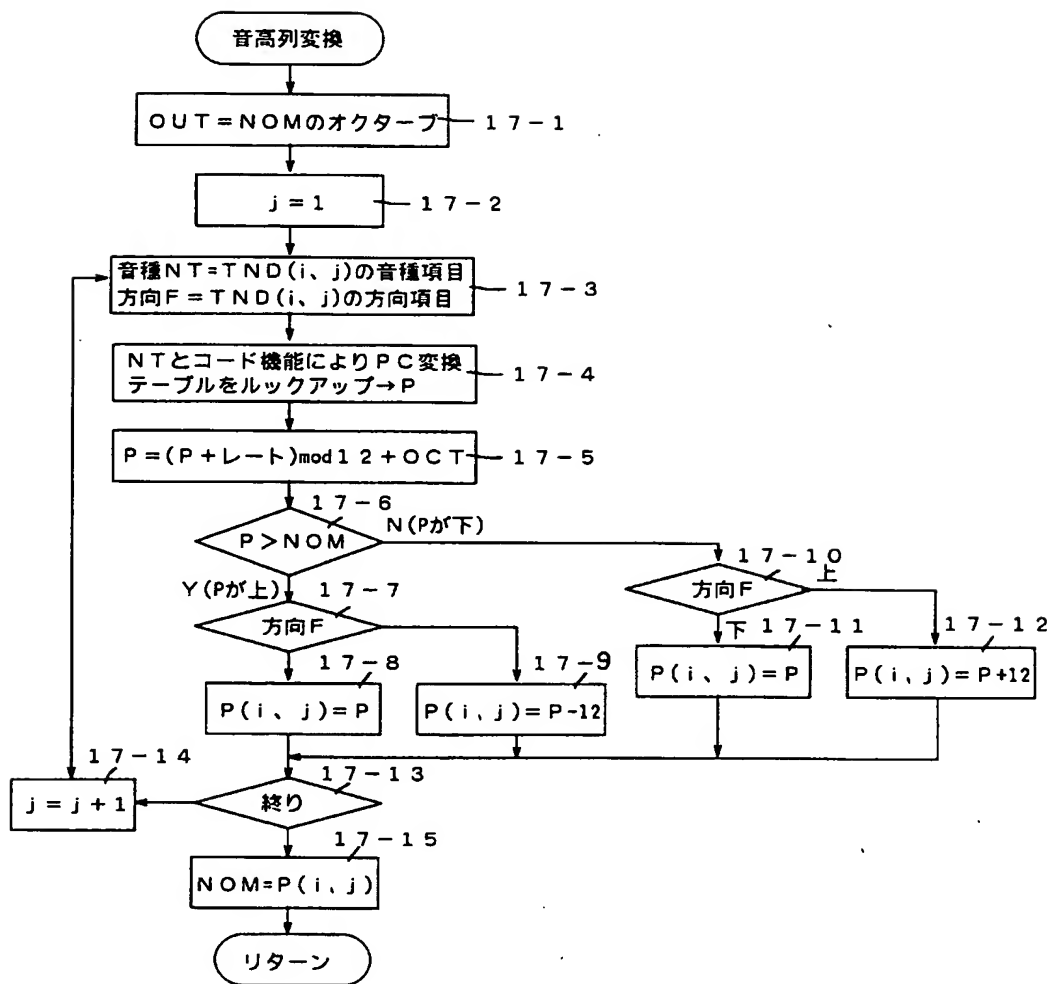 音高列変換
OUT=NOMのオクターブ
17-1
j=1
17-2
音種NT=TND(i、j)の音種項目
方向F=TND(i、j)の方向項目
17-3
NTとコード機能によりPC変換
テーブルをルックアップ→P
17-4
P=(P+レート)mod12+OCT
17-5
17-6
P>NOM
N(Pが下)
Y(Pが上)
17-7
方向F
17-10
方向F
上
下
17-8
P(i、j)=P
17-9
P(i,j)=P-12
17-11
P(i、j)=P
17-12
P(i,j)=P+12
17-14
j=j+1
17-13
終り
17-15
NOM=P(i、j)
リターン